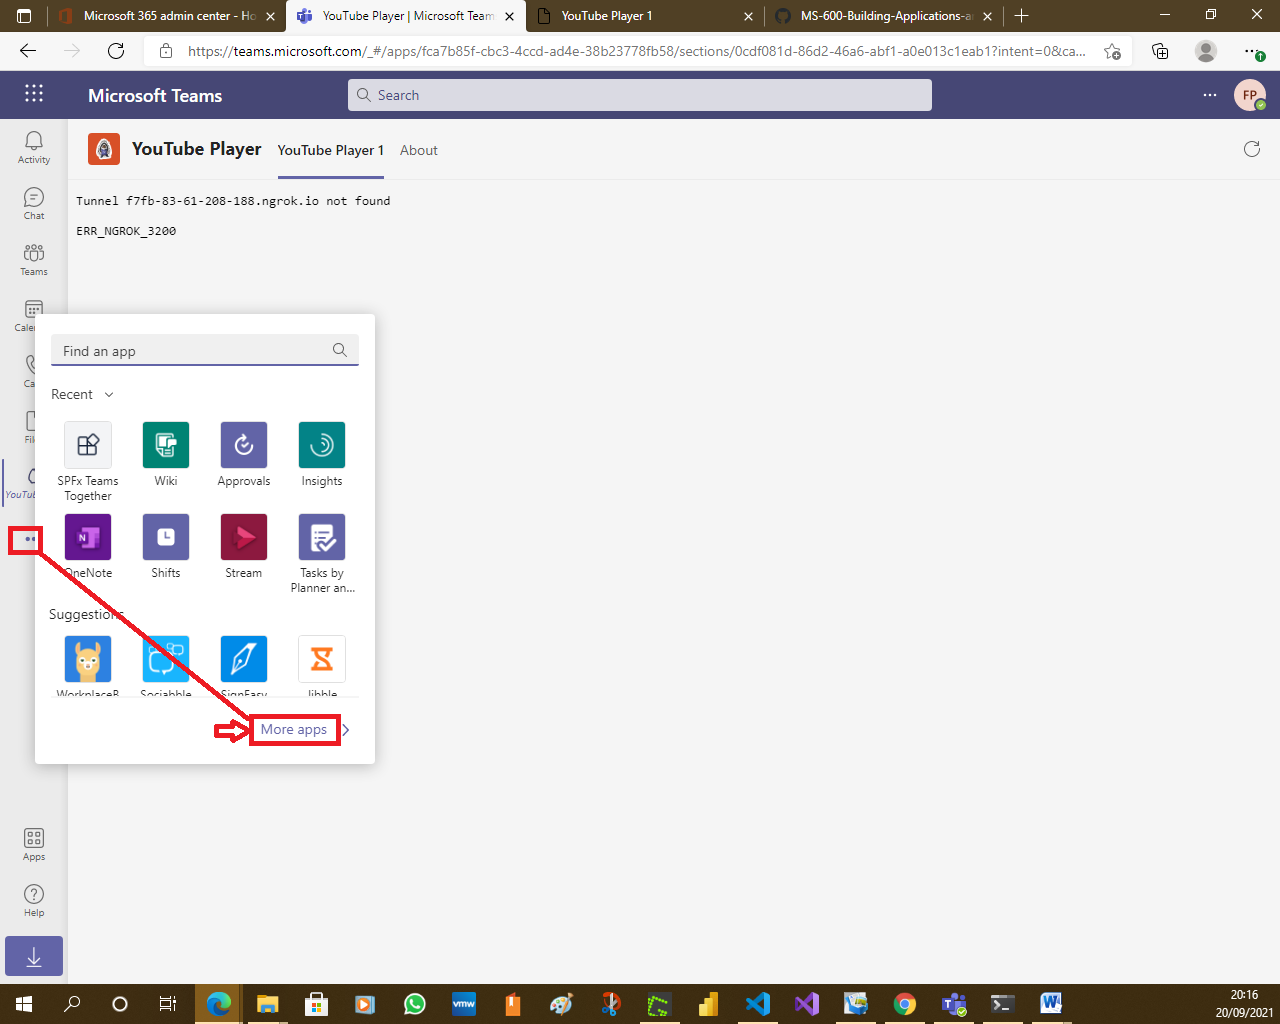 Microsoft 365 admin center - Ho
YouTube Player | Microsoft Team
YouTube Player 1
MS-600-Building-Applications-a
https://teams.microsoft.com/_#/apps/fca7b85f-cbc3-4ccd-ad4e-38b23778fb58/sections/0cdf081d-86d2-46a6-abf1-a0e013c1eab1?intent=0&ca...
Microsoft Teams
Search
FP
Activity
Chat
Teams
Calen
Ca
Fil
YouTub
YouTube Player
YouTube Player 1
About
Tunnel f7fb-83-61-208-188.ngrok.io not found
ERR_NGROK_3200
Find an app
Recent
SPFx Teams
Together
Wiki
Approvals
Insights
OneNote
Shifts
Stream
Tasks by
Planner an...
Suggestions
WorkplaceB
Sociabble
SignEasy
Jibble
More apps
Apps
Help
vmw
20:16
20/09/2021